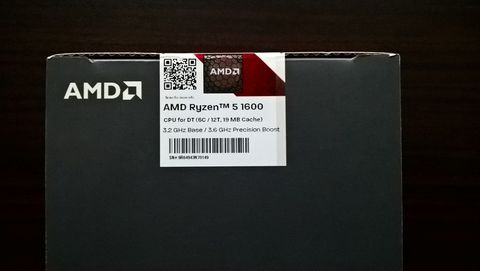 AMD
AMD
AMD Ryzen™ 5 1600
CPU for DT (6C / 12T, 19 MB Cache)
3.2 GHz Base / 3.6 GHz Precision Boost